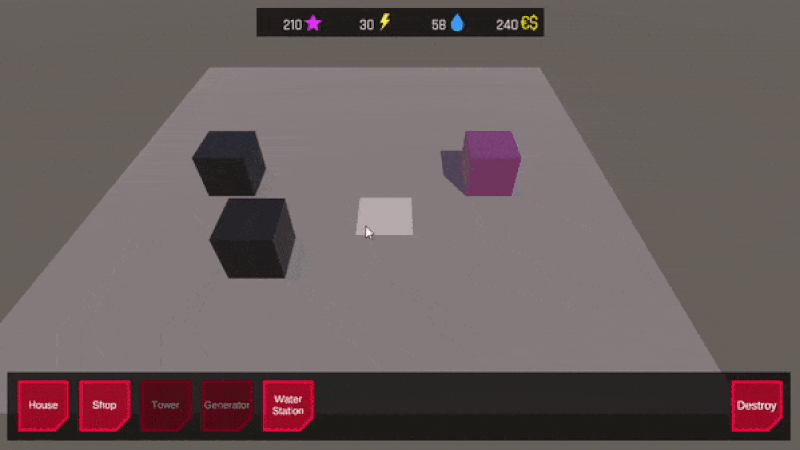 210
30
58
240 €$
House
Shop
Tower
Generator
Water
Station
Destroy